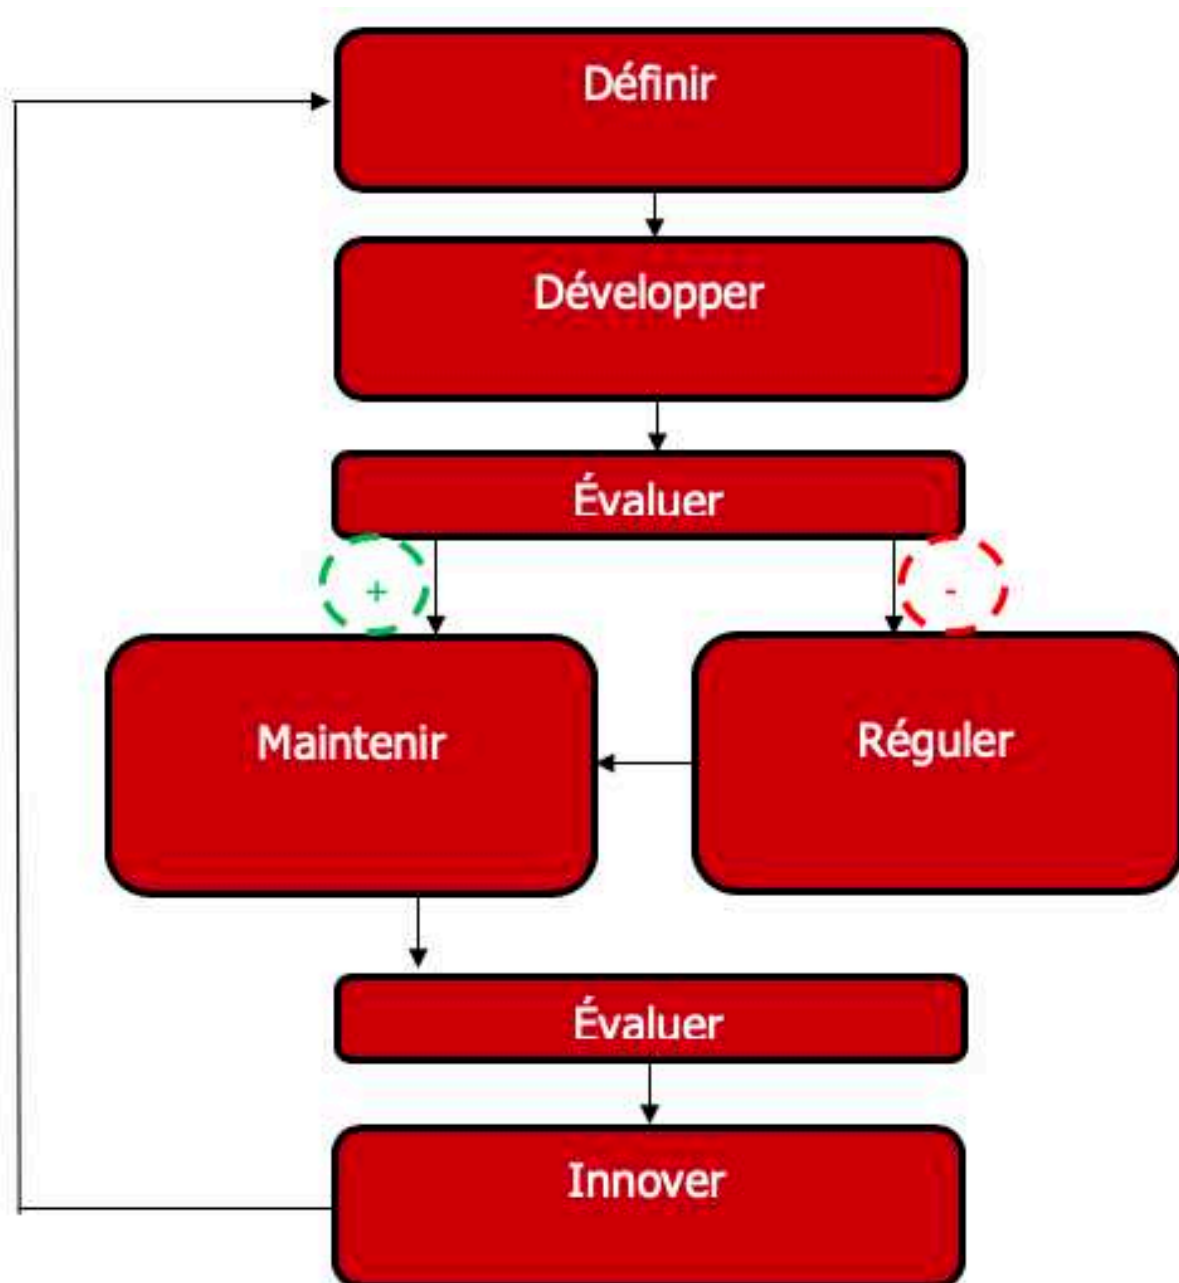 Définir
Développer
Évaluer
+
-
Maintenir
Réguler
Évaluer
Innover